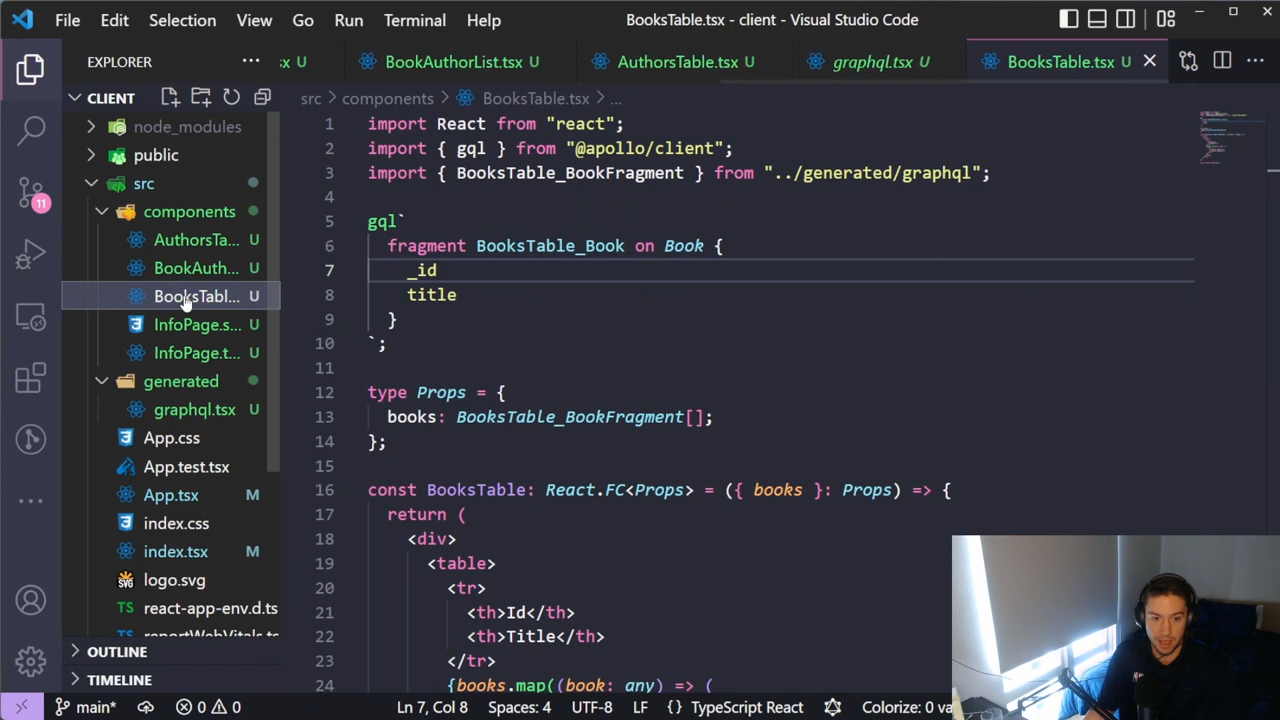 File Edit Selection View Go Run Terminal Help BooksTable.tsx - client - Visual Studio Code
EXPLORER
sx U BookAuthorList.tsx U AuthorsTable.tsx U graphql.tsx U BooksTable.tsx U
CLIENT
src > components > BooksTable.tsx > ...
node_modules
public
src
components
AuthorsTa... U
BookAuth... U
BooksTabl... U
InfoPage.s... U
InfoPage.t... U
generated
graphql.tsx U
App.css
App.test.tsx
App.tsx M
index.css
index.tsx M
logo.svg
TS react-app-env.d.ts
TS reportWebVitals.ts
OUTLINE
TIMELINE
11
1 import React from "react";
2 import { gql } from "@apollo/client";
3 import { BooksTable_BookFragment } from "../generated/graphql";
4
5 gql`
6 fragment BooksTable_Book on Book {
7 _id
8 title
9 }
10 `;
11
12 type Props = {
13 books: BooksTable_BookFragment[];
14 };
15
16 const BooksTable: React.FC<Props> = ({ books }: Props) => {
17 return (
18 <div>
19 <table>
20 <tr>
21 <th>Id</th>
22 <th>Title</th>
23 </tr>
24 {books.map((book: any) => (
main* 0 0 Ln 7, Col 8 Spaces: 4 UTF-8 LF {} TypeScript React Colorize: 0 va